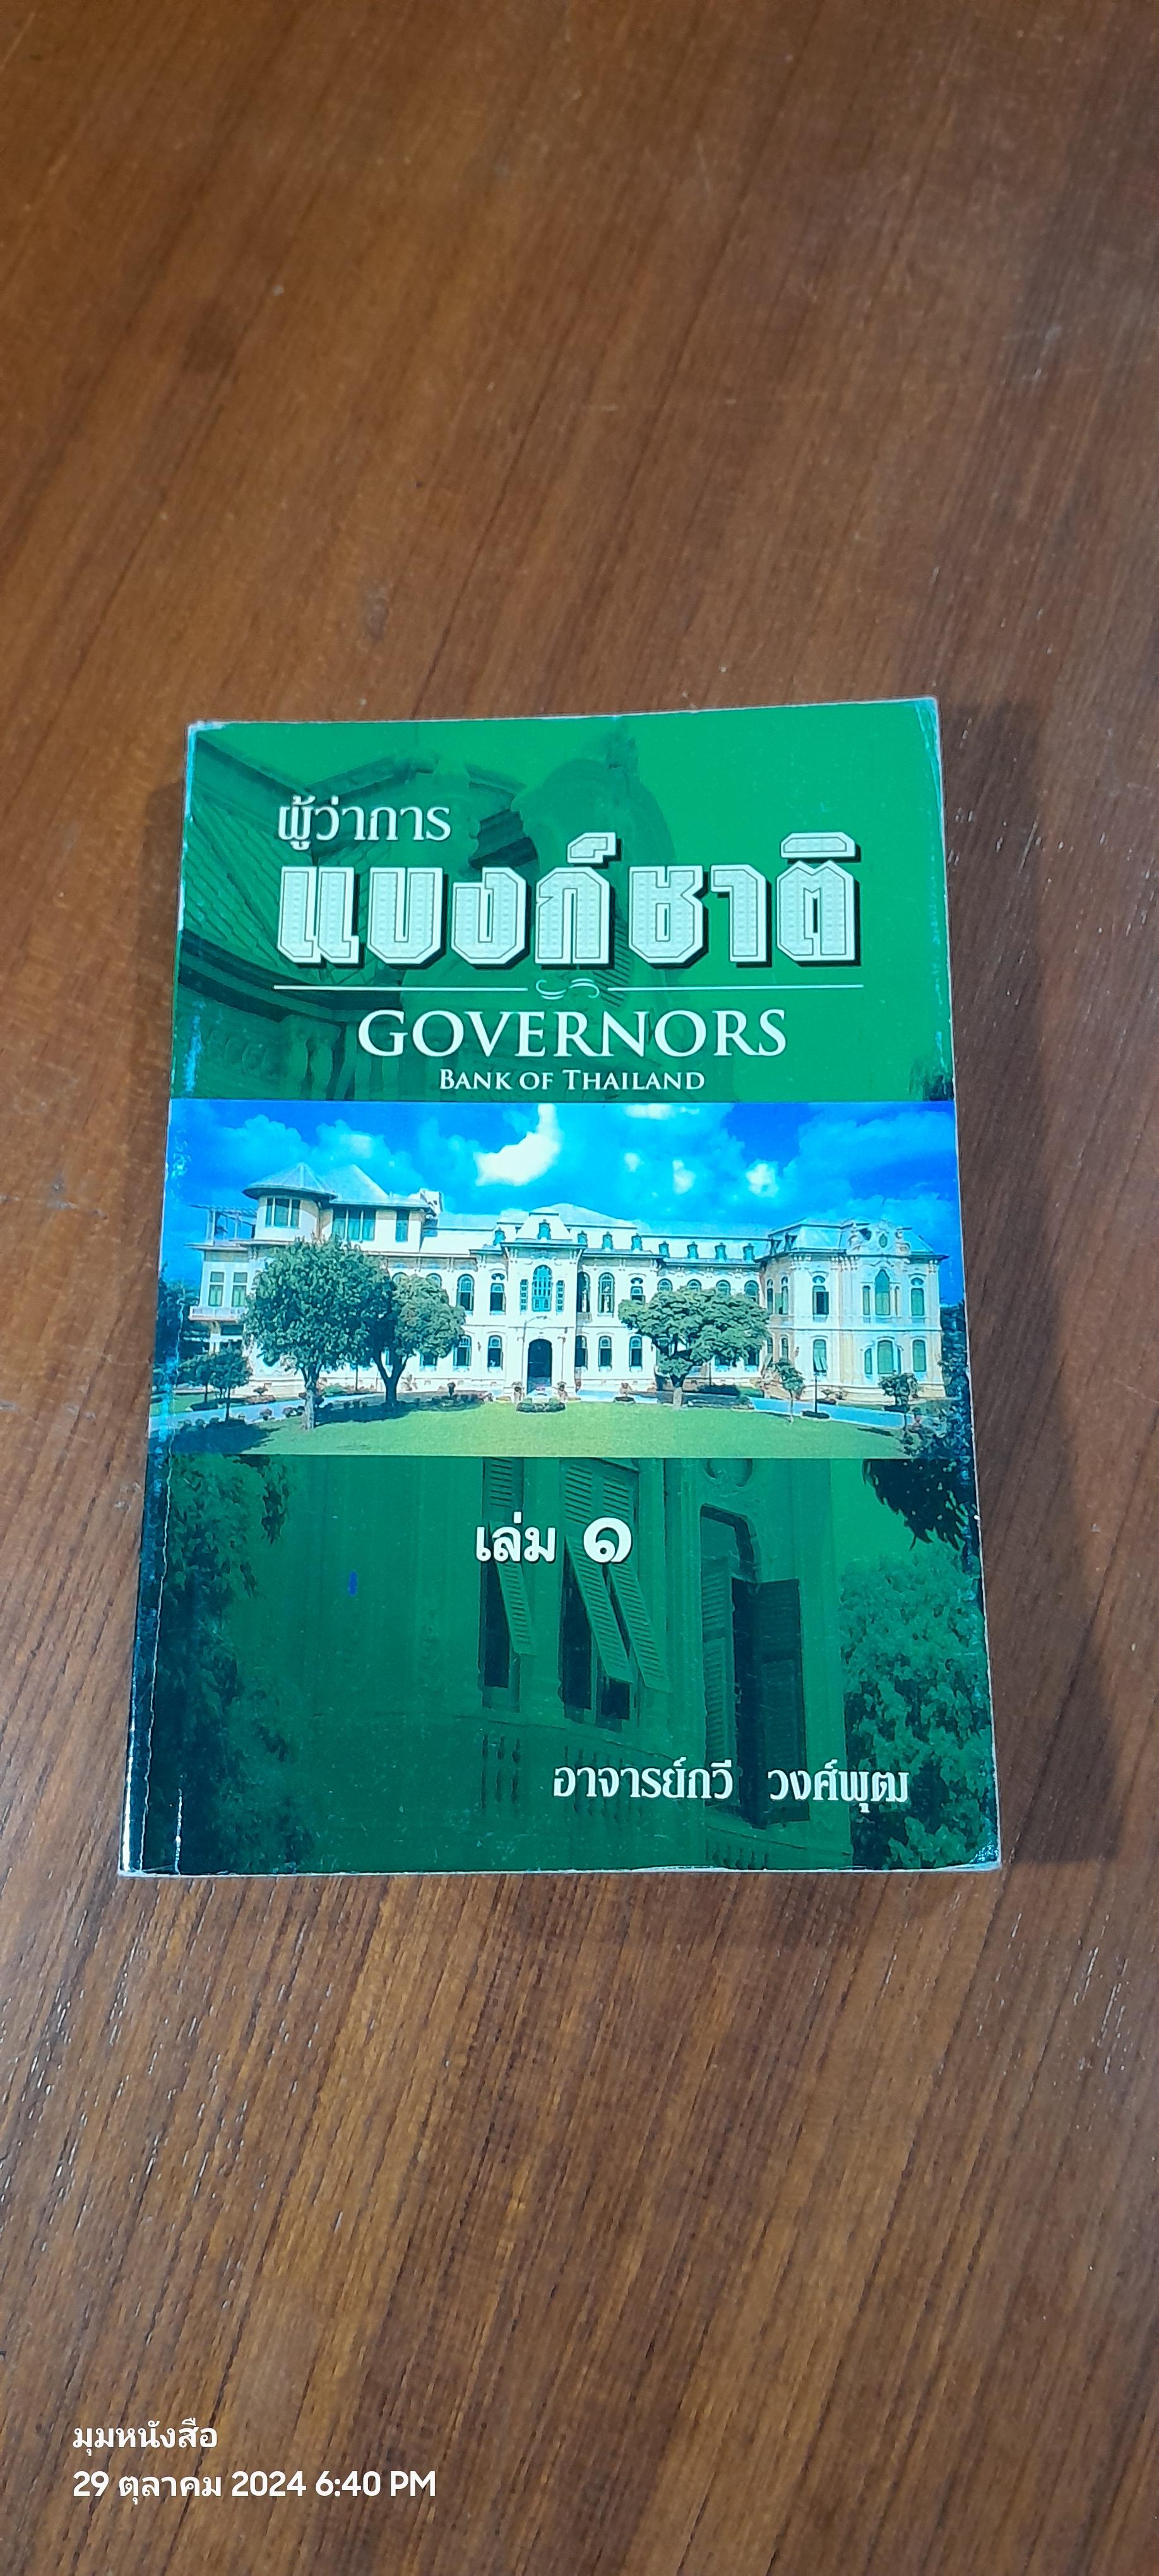 ผู้ว่าการ
แบงก์ชาติ
GOVERNORS
BANK OF THAILAND
เล่ม ๑
อาจารย์กวี วงศ์พุฒ
มุมหนังสือ
29 ตุลาคม 2024 6:40 PM